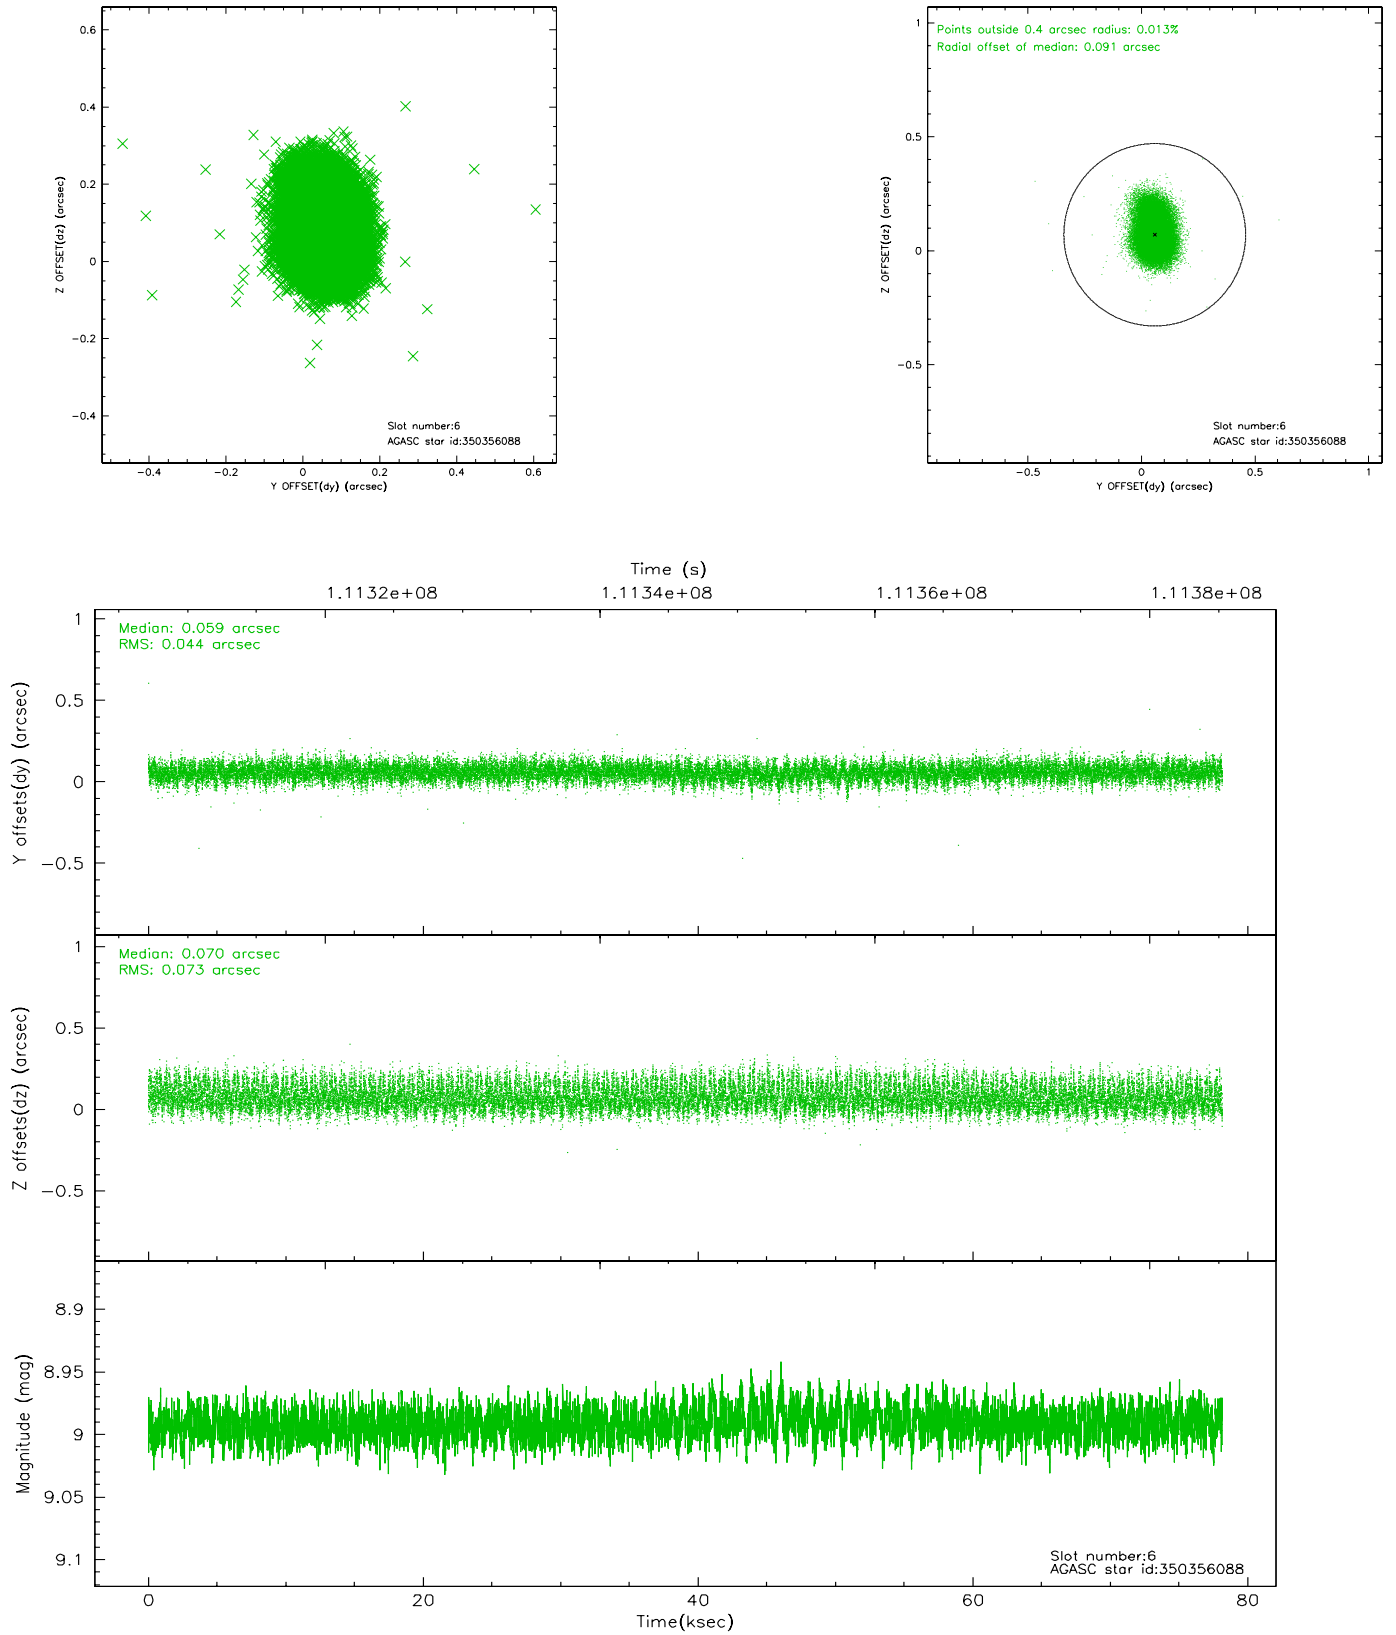 0.6
0.4
0.2
0
−0.2
−0.4
Z OFFSET(dz) (arcsec)
Slot number:6
AGASC star id:350356088
−0.4 −0.2 0 0.2 0.4 0.6
Y OFFSET(dy) (arcsec)
Points outside 0.4 arcsec radius: 0.013%
Radial offset of median: 0.091 arcsec
1
0.5
0
−0.5
Z OFFSET(dz) (arcsec)
Slot number:6
AGASC star id:350356088
−0.5 0 0.5 1
Y OFFSET(dy) (arcsec)
Time (s)
1.1132e+08 1.1134e+08 1.1136e+08 1.1138e+08
Median: 0.059 arcsec
RMS: 0.044 arcsec
1
0.5
0
−0.5
Y offsets(dy) (arcsec)
Median: 0.070 arcsec
RMS: 0.073 arcsec
1
0.5
0
−0.5
Z offsets(dz) (arcsec)
8.9
8.95
9
9.05
9.1
Magnitude (mag)
Slot number:6
AGASC star id:350356088
0 20 40 60 80
Time(ksec)